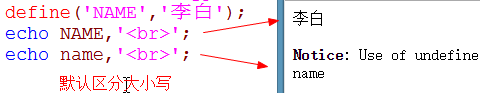 define('NAME','李白');
echo NAME,'<br>';
echo name,'<br>';
默认区分大小写
李白
Notice: Use of undefine
name